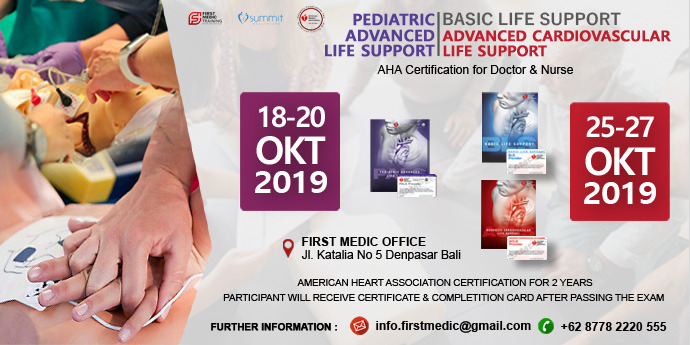 FIRST
MEDIC
TRAINING
summit
PEDIATRIC
ADVANCED
LIFE SUPPORT
BASIC LIFE SUPPORT
ADVANCED CARDIOVASCULAR
LIFE SUPPORT
AHA Certification for Doctor & Nurse
18-20
OKT
2019
BASIC LIFE SUPPORT
25-27
OKT
2019
FIRST MEDIC OFFICE
Jl. Katalia No 5 Denpasar Bali
AMERICAN HEART ASSOCIATION CERTIFICATION FOR 2 YEARS
PARTICIPANT WILL RECEIVE CERTIFICATE & COMPLETITION CARD AFTER PASSING THE EXAM
FURTHER INFORMATION :
info.firstmedic@gmail.com
+62 8778 2220 555